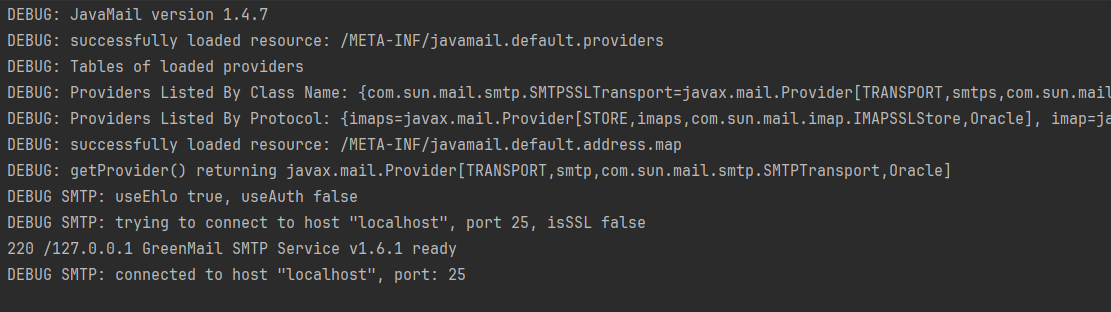 DEBUG: JavaMail version 1.4.7
DEBUG: successfully loaded resource: /META-INF/javamail.default.providers
DEBUG: Tables of loaded providers
DEBUG: Providers Listed By Class Name: {com.sun.mail.smtp.SMTPSSLTransport=javax.mail.Provider[TRANSPORT,smtps,com.sun.mail
DEBUG: Providers Listed By Protocol: {imaps=javax.mail.Provider[STORE,imaps,com.sun.mail.imap.IMAPSSLStore,Oracle], imap=ja
DEBUG: successfully loaded resource: /META-INF/javamail.default.address.map
DEBUG: getProvider() returning javax.mail.Provider[TRANSPORT,smtp,com.sun.mail.smtp.SMTPTransport,Oracle]
DEBUG SMTP: useEhlo true, useAuth false
DEBUG SMTP: trying to connect to host "localhost", port 25, isSSL false
220 /127.0.0.1 GreenMail SMTP Service v1.6.1 ready
DEBUG SMTP: connected to host "localhost", port: 25